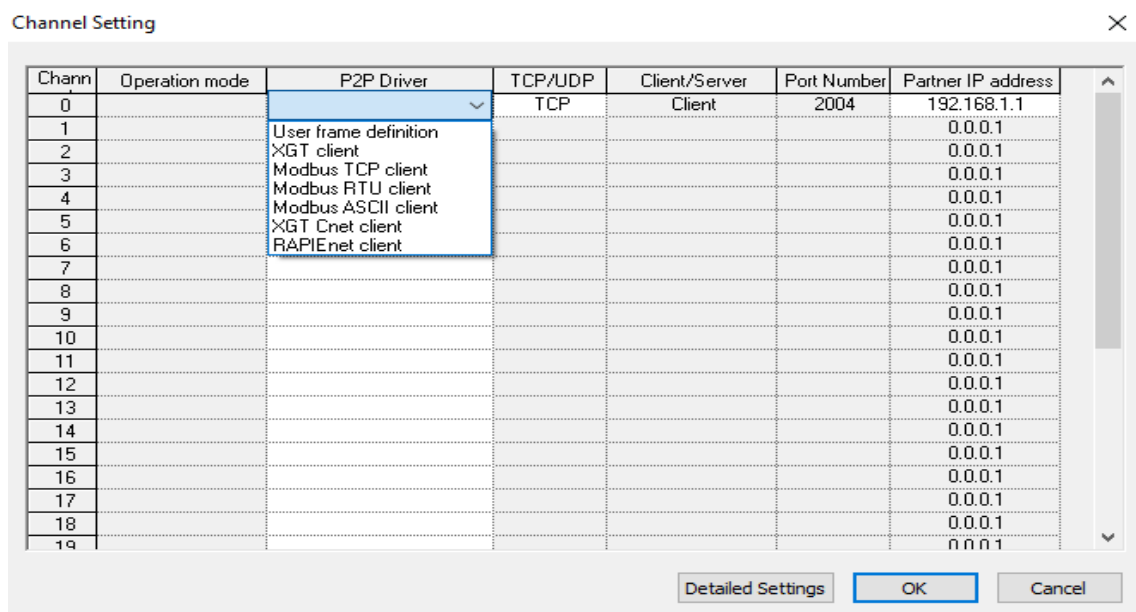 Channel Setting
Chann Operation mode P2P Driver TCP/UDP Client/Server Port Number Partner IP address
0 TCP Client 2004 192.168.1.1
1 User frame definition 0.0.0.1
2 XGT client 0.0.0.1
3 Modbus TCP client 0.0.0.1
Modbus RTU client
4 Modbus ASCII client 0.0.0.1
5 XGT Cnet client 0.0.0.1
6 RAPIEnet client 0.0.0.1
7 0.0.0.1
8 0.0.0.1
9 0.0.0.1
10 0.0.0.1
11 0.0.0.1
12 0.0.0.1
13 0.0.0.1
14 0.0.0.1
15 0.0.0.1
16 0.0.0.1
17 0.0.0.1
18 0.0.0.1
19 0.0.0.1
Detailed Settings OK Cancel